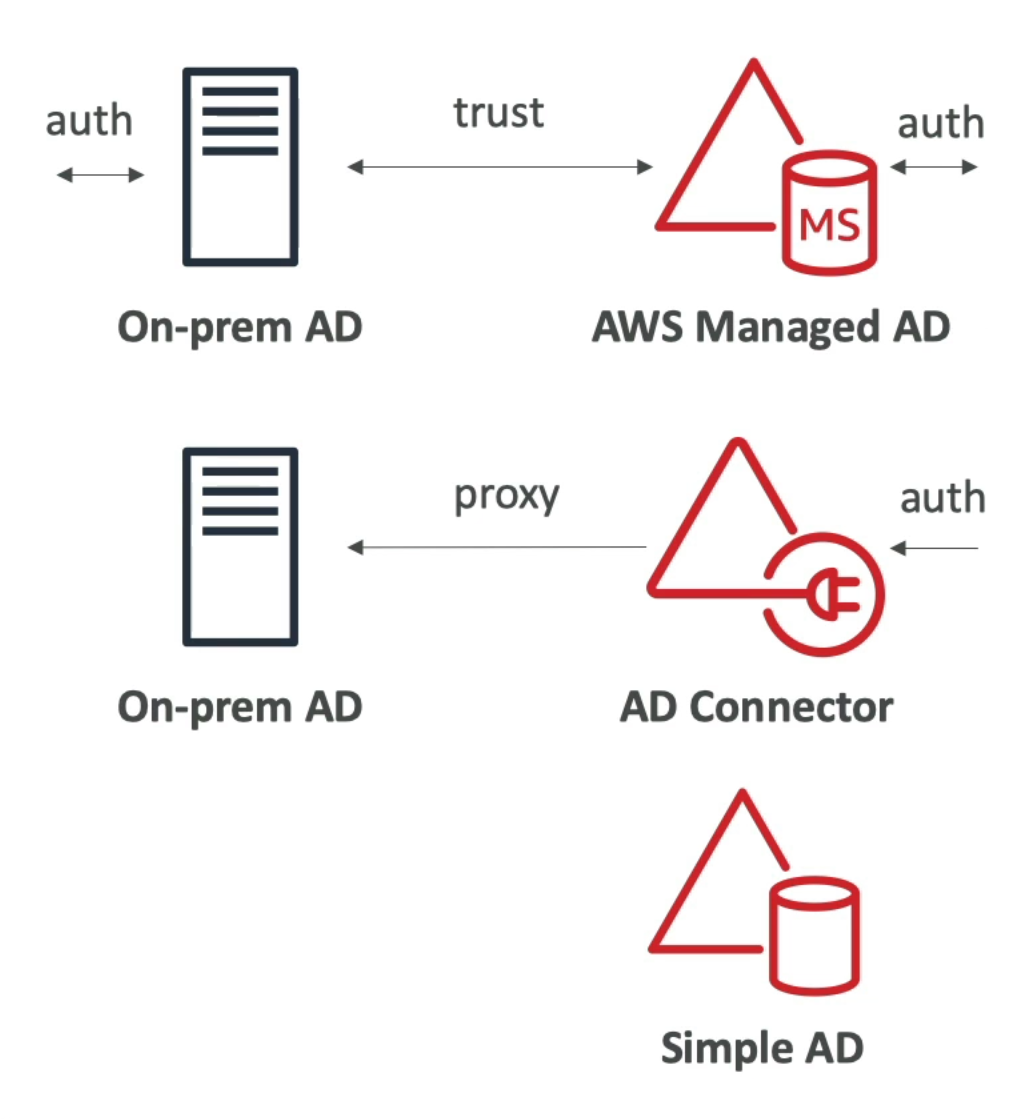 auth
trust
auth
MS
On-prem AD
AWS Managed AD
proxy
auth
On-prem AD
AD Connector
Simple AD